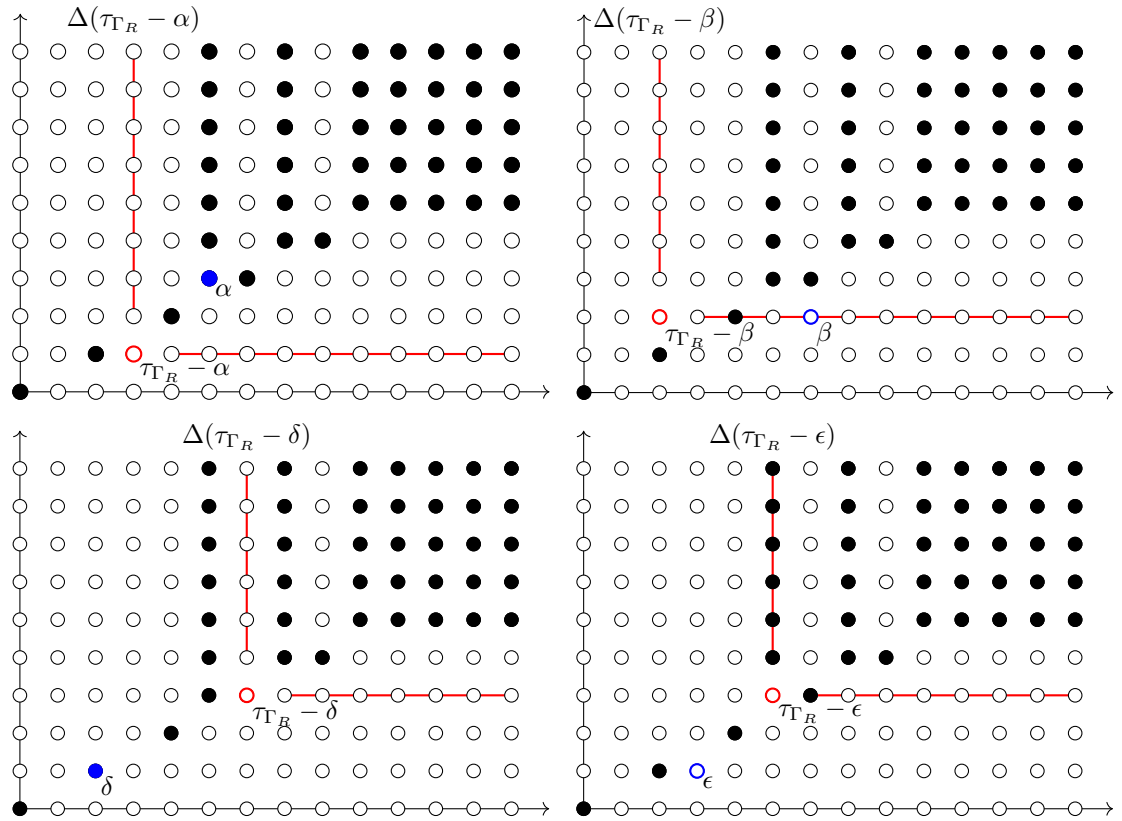 Δ(τ_{Γ_R} − α)
α
τ_{Γ_R} − α
Δ(τ_{Γ_R} − β)
τ_{Γ_R} − β
β
Δ(τ_{Γ_R} − δ)
τ_{Γ_R} − δ
δ
Δ(τ_{Γ_R} − ϵ)
τ_{Γ_R} − ϵ
ϵ